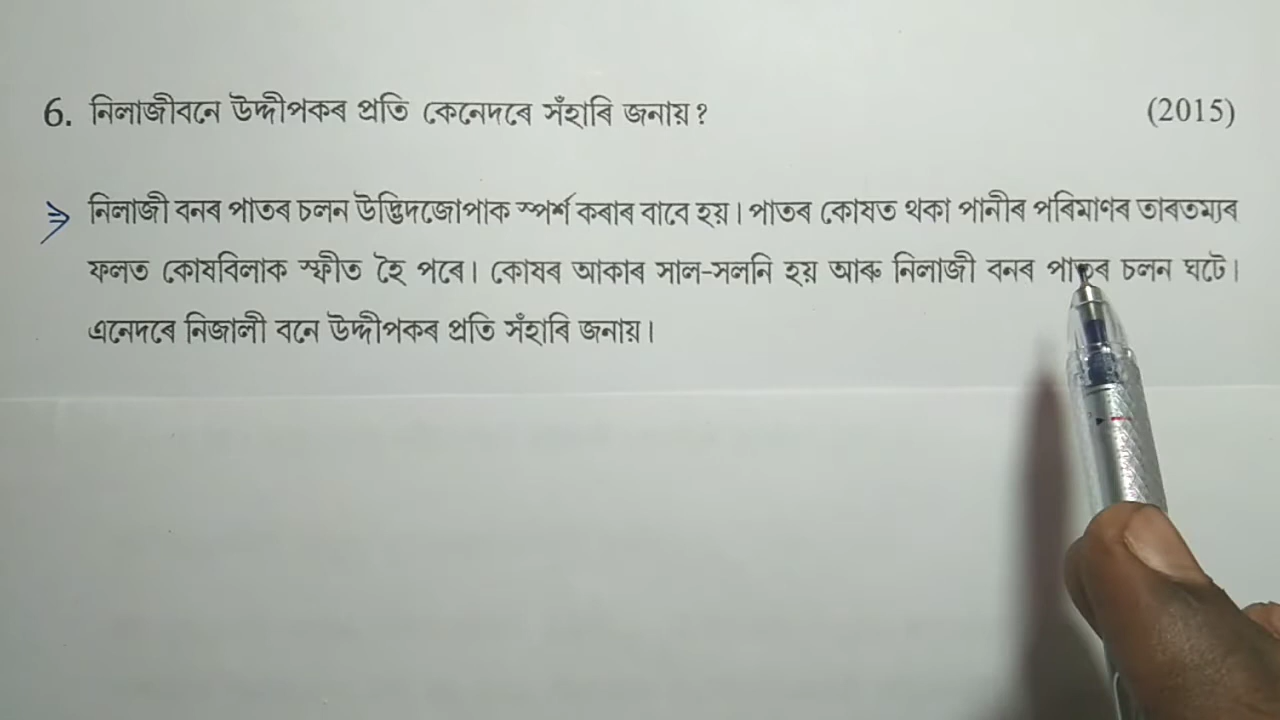 6. নিলাজীবনে উদ্দীপকৰ প্ৰতি কেনেদৰে সঁহাৰি জনায়? (2015)
নিলাজী বনৰ পাতৰ চলন উদ্ভিদজোপাক স্পৰ্শ কৰাৰ বাবে হয়। পাতৰ কোষত থকা পানীৰ পৰিমাণৰ তাৰতম্যৰ
ফলত কোষবিলাক স্ফীত হৈ পৰে। কোষৰ আকাৰ সাল-সলনি হয় আৰু নিলাজী বনৰ পাতৰ চলন ঘটে।
এনেদৰে নিজালী বনে উদ্দীপকৰ প্ৰতি সঁহাৰি জনায়।